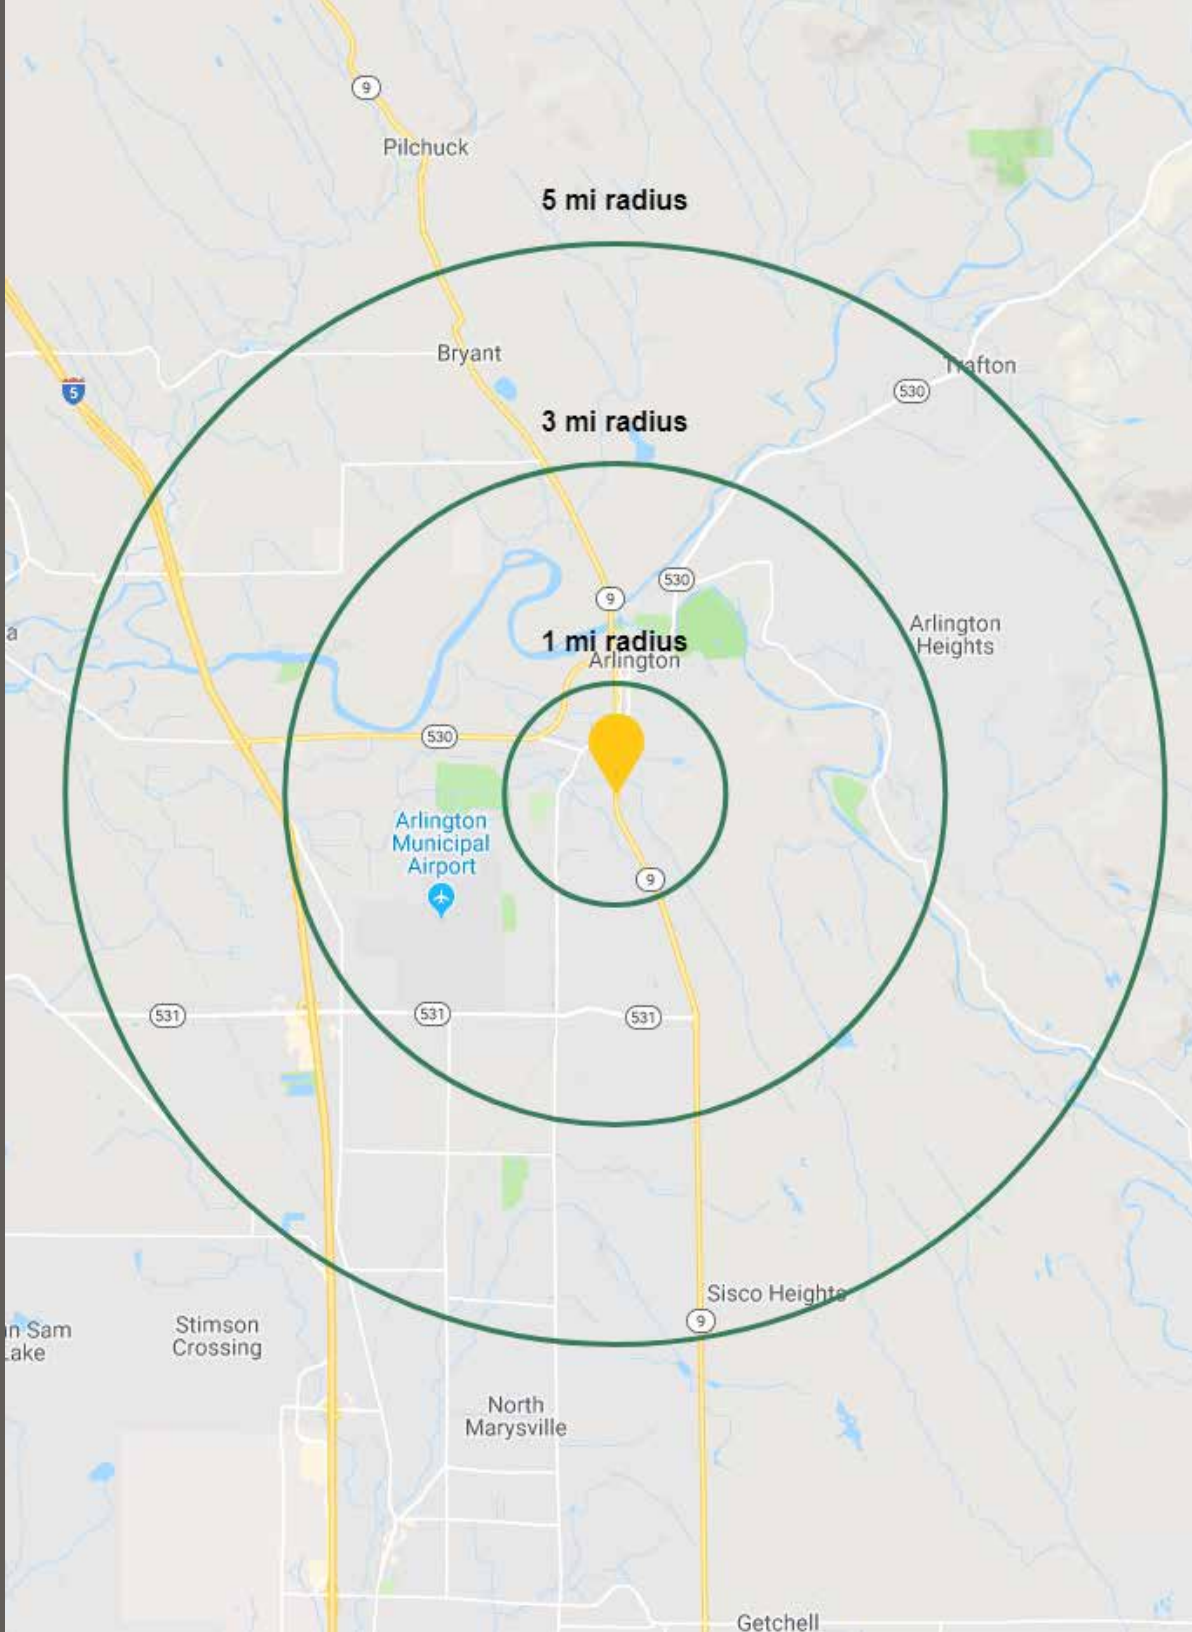 9
Pilchuck
5 mi radius
Bryant
Trafton
5
530
3 mi radius
530
9
Arlington
Heights
a
1 mi radius
Arlington
530
Arlington
Municipal
Airport
9
531
531
531
Sisco Heights
9
n Sam
Lake
Stimson
Crossing
North
Marysville
Getchell